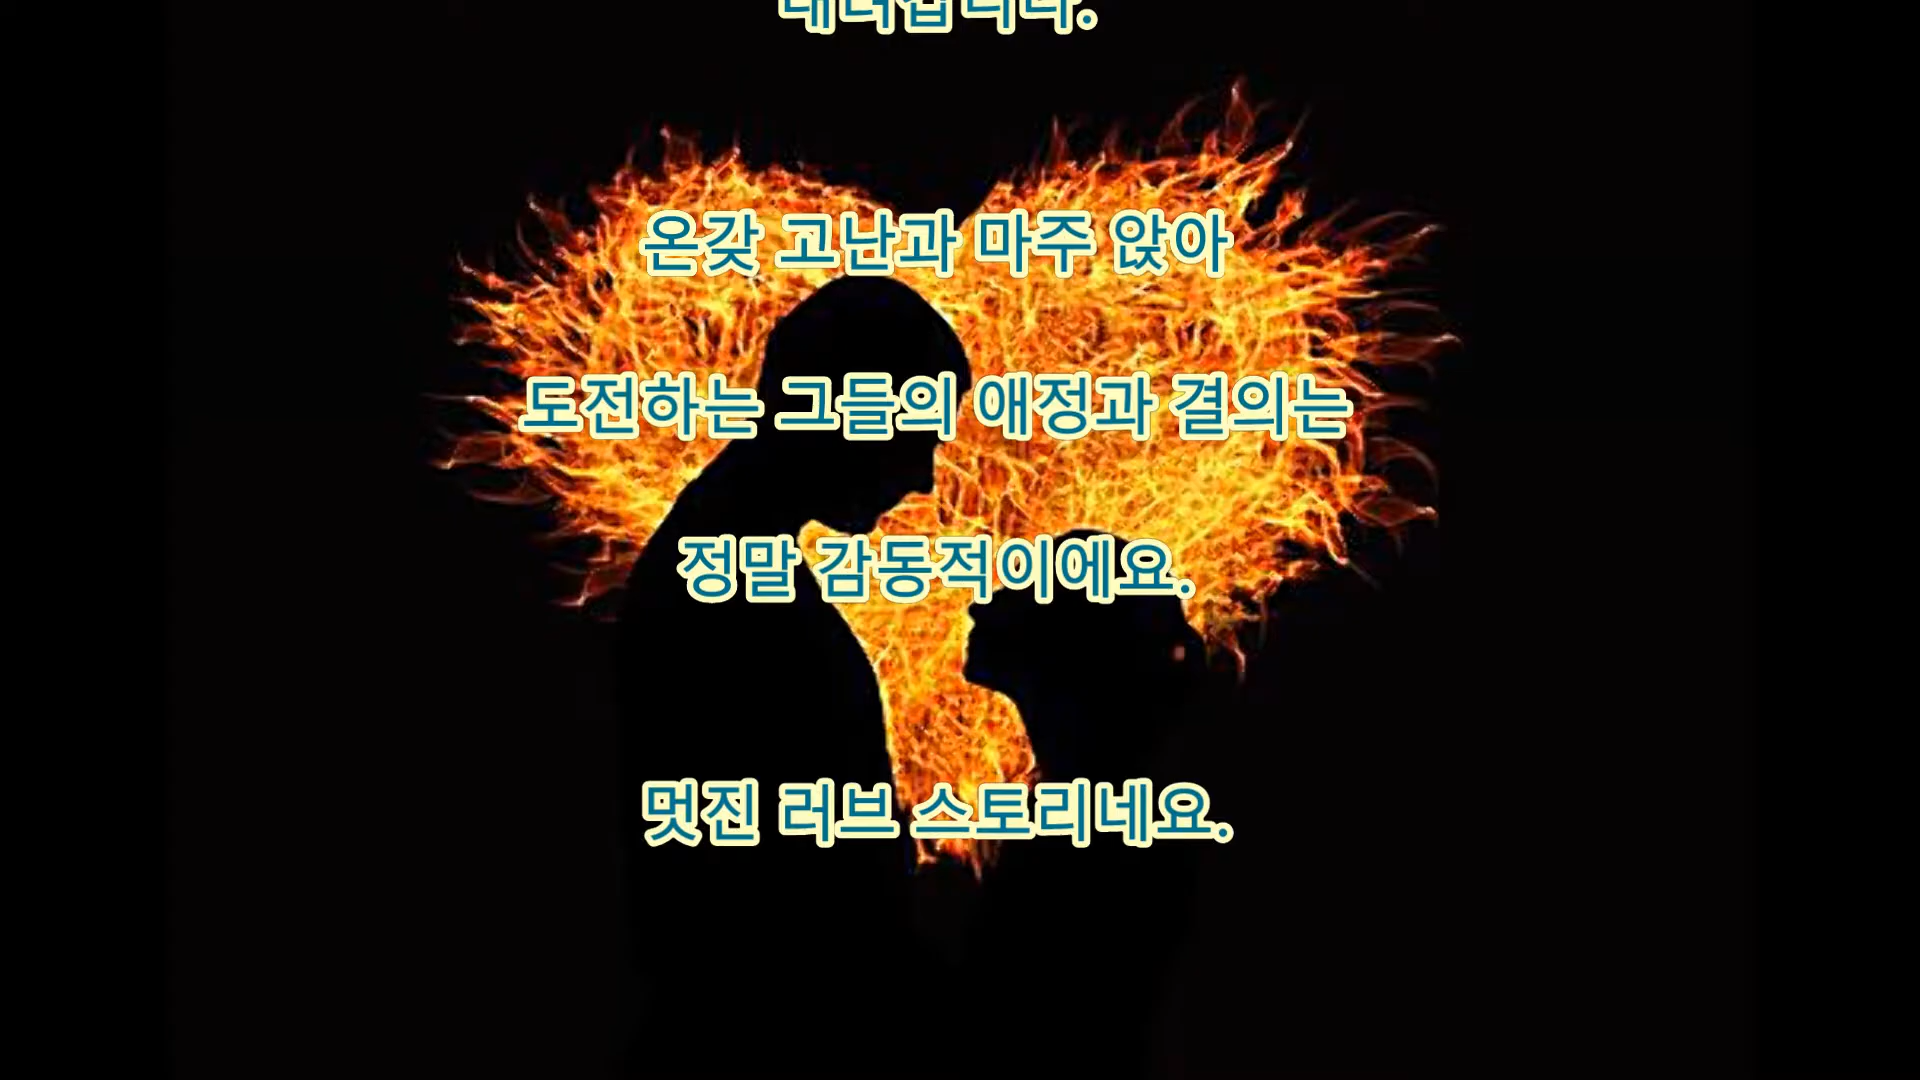 온갖 고난과 마주 앉아
도전하는 그들의 애정과 결의는
정말 감동적이에요.
멋진 러브 스토리네요.